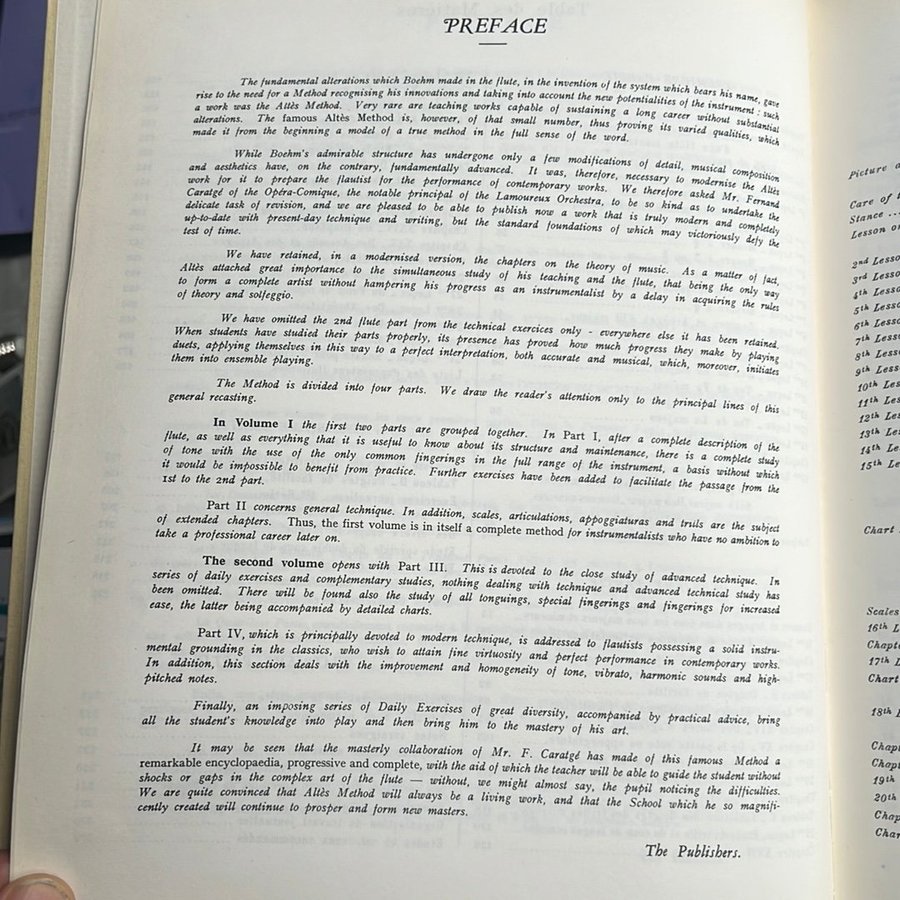 PREFACE
The fundamental alterations which Boehm made in the flute, in the invention of the system which bears his name, gave
rise to the need for a Method recognising his innovations and taking into account the new potentialities of the instrument : such
a work was the Altès Method. Very rare are teaching works capable of sustaining a long career without substantial
alterations. The famous Altès Method is, however, of that small number, thus proving its varied qualities, which
made it from the beginning a model of a true method in the full sense of the word.
While Boehm's admirable structure has undergone only a few modifications of detail, musical composition
and aesthetics have, on the contrary, fundamentally advanced. It was, therefore, necessary to modernise the Altès
work for it to prepare the flautist for the performance of contemporary works. We therefore asked Mr. Fernand
Caratgé of the Opéra-Comique, the notable principal of the Lamoureux Orchestra, to be so kind as to undertake the
delicate task of revision, and we are pleased to be able to publish now a work that is truly modern and completely
up-to-date with present-day technique and writing, but the standard foundations of which may victoriously defy the
test of time.
We have retained, in a modernised version, the chapters on the theory of music. As a matter of fact,
Altès attached great importance to the simultaneous study of his teaching and the flute, that being the only way
to form a complete artist without hampering his progress as an instrumentalist by a delay in acquiring the rules
of theory and solfeggio.
We have omitted the 2nd flute part from the technical exercices only - everywhere else it has been retained.
When students have studied their parts properly, its presence has proved how much progress they make by playing
duets, applying themselves in this way to a perfect interpretation, both accurate and musical, which, moreover, initiates
them into ensemble playing.
The Method is divided into four parts. We draw the reader's attention only to the principal lines of this
general recasting.
In Volume I the first two parts are grouped together. In Part I, after a complete description of the
flute, as well as everything that it is useful to know about its structure and maintenance, there is a complete study
of tone with the use of the only common fingerings in the full range of the instrument, a basis without which
it would be impossible to benefit from practice. Further exercises have been added to facilitate the passage from the
1st to the 2nd part.
Part II concerns general technique. In addition, scales, articulations, appoggiaturas and trills are the subject
of extended chapters. Thus, the first volume is in itself a complete method for instrumentalists who have no ambition to
take a professional career later on.
The second volume opens with Part III. This is devoted to the close study of advanced technique. In
series of daily exercises and complementary studies, nothing dealing with technique and advanced technical study has
been omitted. There will be found also the study of all tonguings, special fingerings and fingerings for increased
ease, the latter being accompanied by detailed charts.
Part IV, which is principally devoted to modern technique, is addressed to flautists possessing a solid instru-
mental grounding in the classics, who wish to attain fine virtuosity and perfect performance in contemporary works.
In addition, this section deals with the improvement and homogeneity of tone, vibrato, harmonic sounds and high-
pitched notes.
Finally, an imposing series of Daily Exercises of great diversity, accompanied by practical advice, bring
all the student's knowledge into play and then bring him to the mastery of his art.
It may be seen that the masterly collaboration of Mr. F. Caratgé has made of this famous Method a
remarkable encyclopaedia, progressive and complete, with the aid of which the teacher will be able to guide the student without
shocks or gaps in the complex art of the flute — without, we might almost say, the pupil noticing the difficulties.
We are quite convinced that Altès Method will always be a living work, and that the School which he so magnifi-
cently created will continue to prosper and form new masters.
The Publishers.
Picture
Care of
Stance ...
Lesson
2nd
3rd
4th
5th
6th
7th
8th
9th
10th
11th
12th
13th
14th
15th
Chart
Scales
16th
17th
Chart
18th
19th
20th